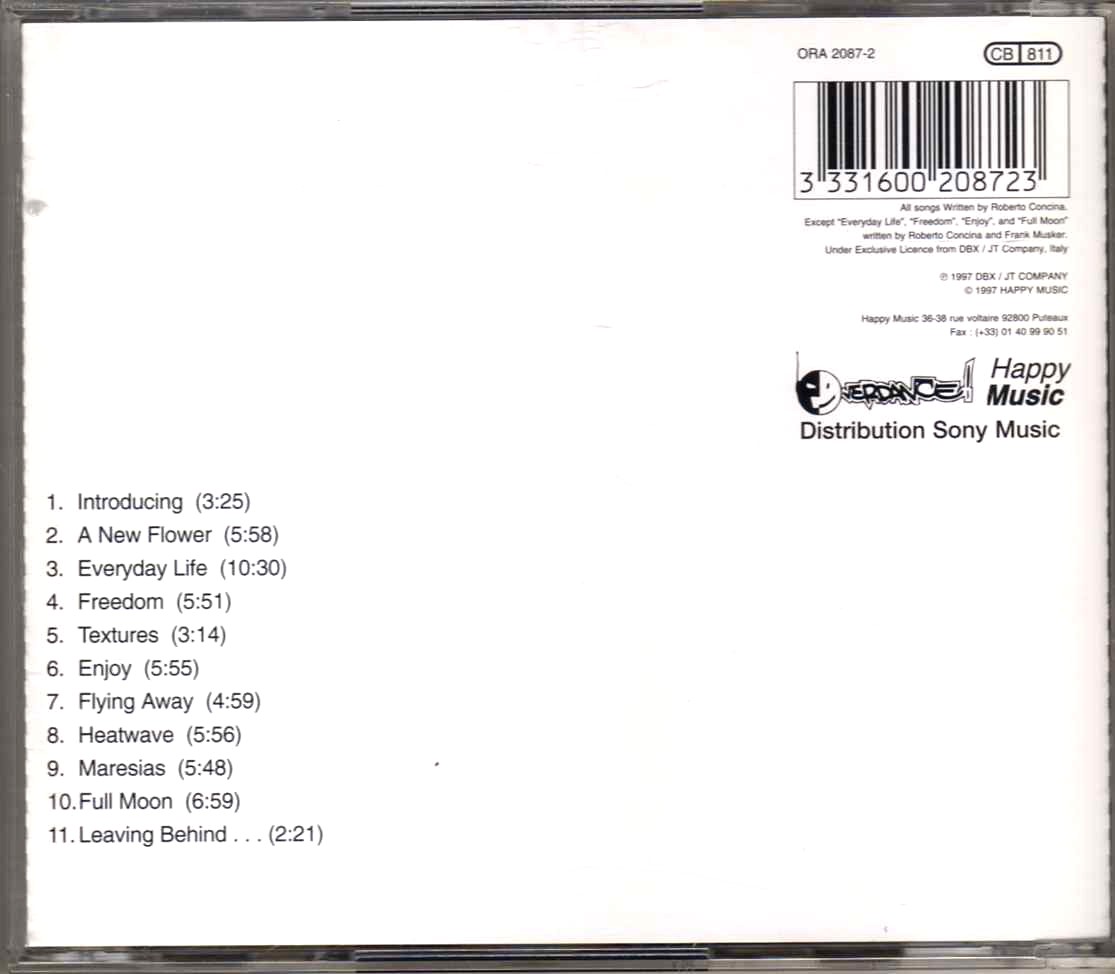 ORA 2087-2
CB 811
3 331600 208723
All songs Written by Roberto Concina.
Except "Everyday Life", "Freedom", "Enjoy", and "Full Moon"
written by Roberto Concina and Frank Musker.
Under Exclusive Licence from DBX / JT Company, Italy
℗ 1997 DBX / JT COMPANY
© 1997 HAPPY MUSIC
Happy Music 36-38 rue voltaire 92800 Puteaux
Fax : (+33) 01 40 99 90 51
OVERDANCE
Happy
Music
Distribution Sony Music
1. Introducing (3:25)
2. A New Flower (5:58)
3. Everyday Life (10:30)
4. Freedom (5:51)
5. Textures (3:14)
6. Enjoy (5:55)
7. Flying Away (4:59)
8. Heatwave (5:56)
9. Maresias (5:48)
10. Full Moon (6:59)
11. Leaving Behind . . . (2:21)